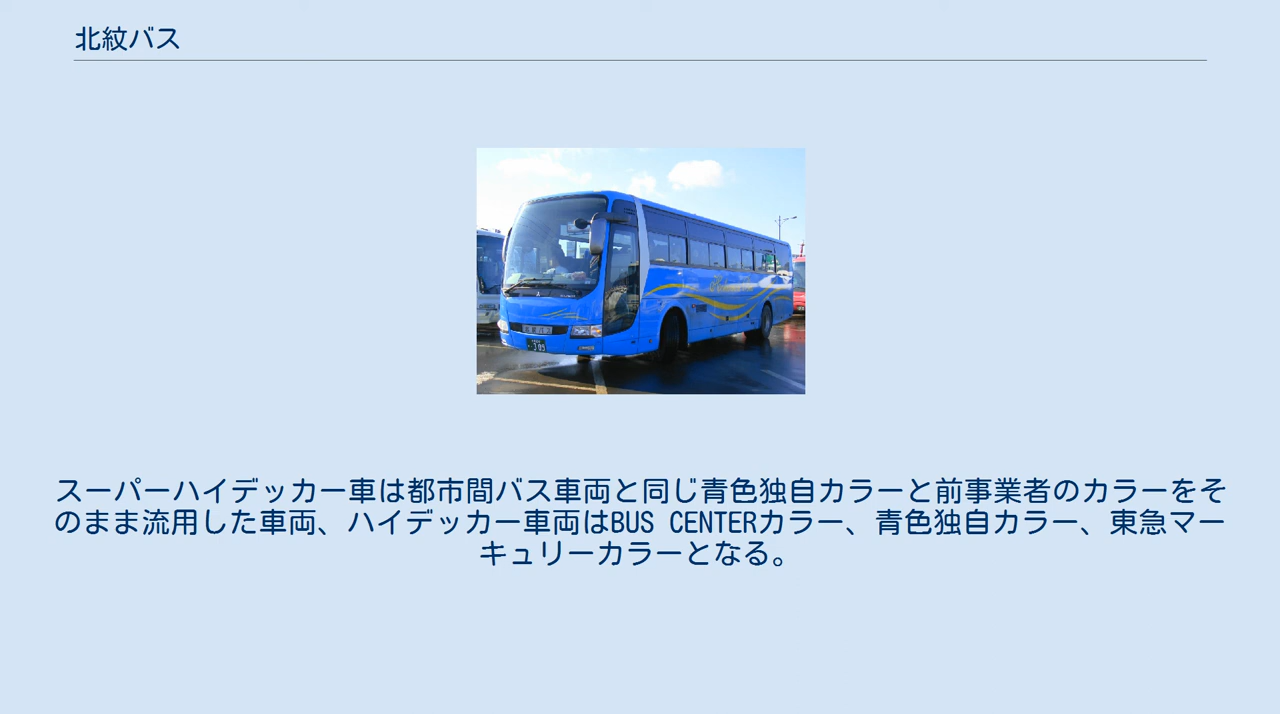 北紋バス
スーパーハイデッカー車は都市間バス車両と同じ青色独自カラーと前事業者のカラーをそ
のまま流用した車両、ハイデッカー車両はBUS CENTERカラー、青色独自カラー、東急マー
キュリーカラーとなる。